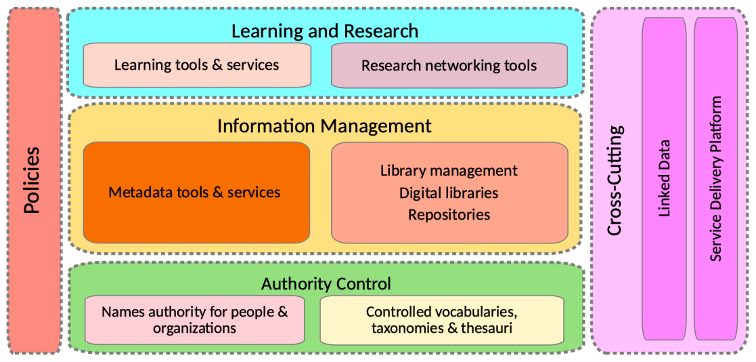 Policies
Learning and Research
Learning tools & services
Research networking tools
Information Management
Metadata tools & services
Library management
Digital libraries
Repositories
Authority Control
Names authority for people &
organizations
Controlled vocabularies,
taxonomies & thesauri
Cross-Cutting
Linked Data
Service Delivery Platform